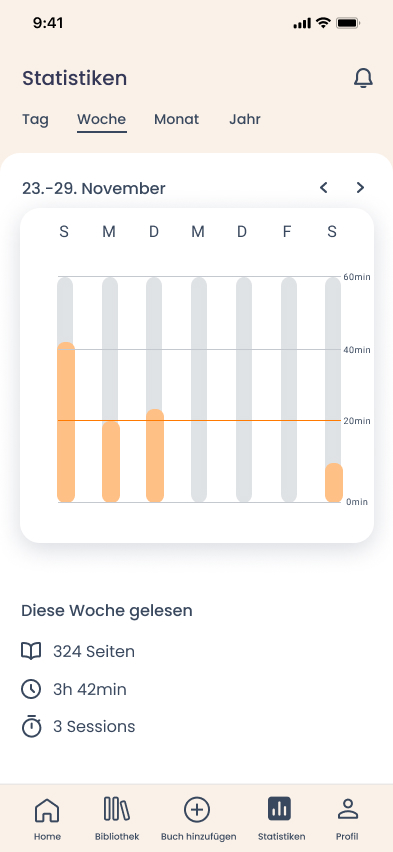 9:41
Statistiken
Tag Woche Monat Jahr
23.-29. November
S M D M D F S
60min
40min
20min
0min
Diese Woche gelesen
324 Seiten
3h 42min
3 Sessions
Home Bibliothek Buch hinzufügen Statistiken Profil